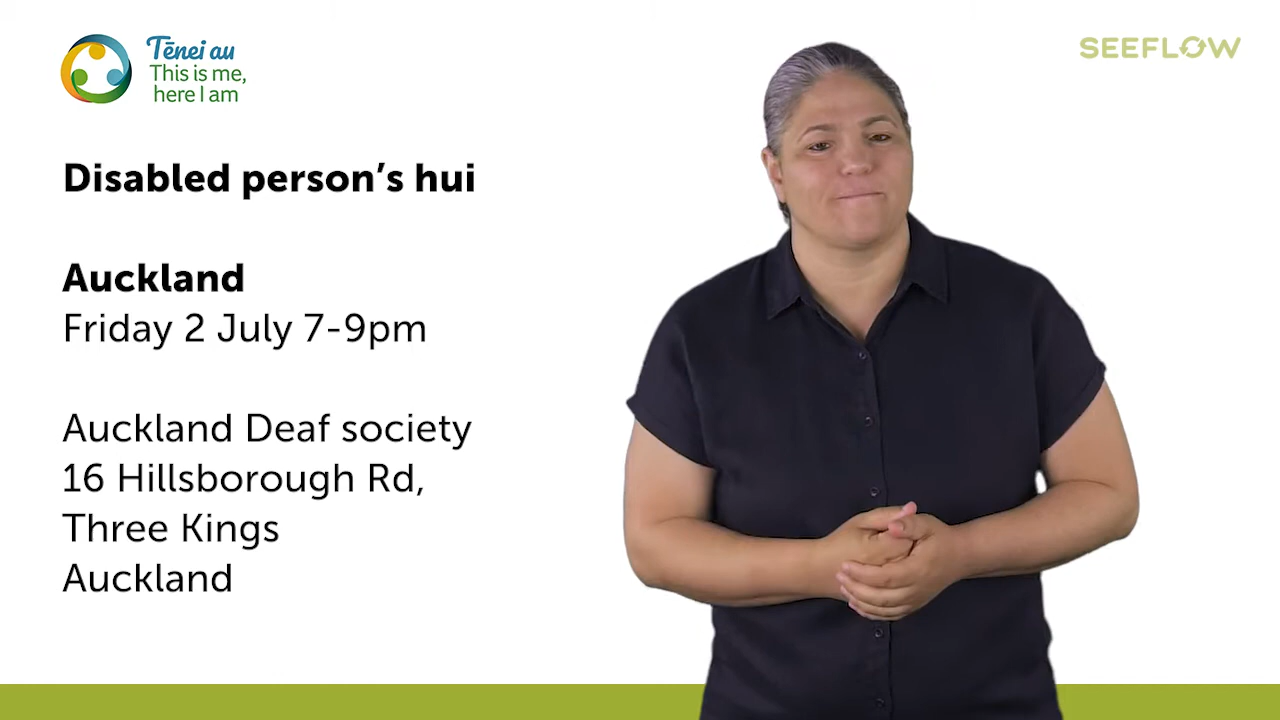 Tēnei au
This is me,
here I am
SEEFLOW
Disabled person's hui
Auckland
Friday 2 July 7-9pm
Auckland Deaf society
16 Hillsborough Rd,
Three Kings
Auckland